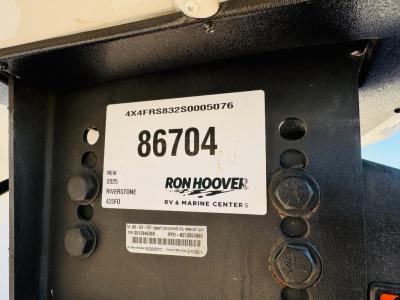 4X4FRS832S0005076
86704
NEW
2025
RIVERSTONE
425FO
RON HOOVER
RV & MARINE CENTERS